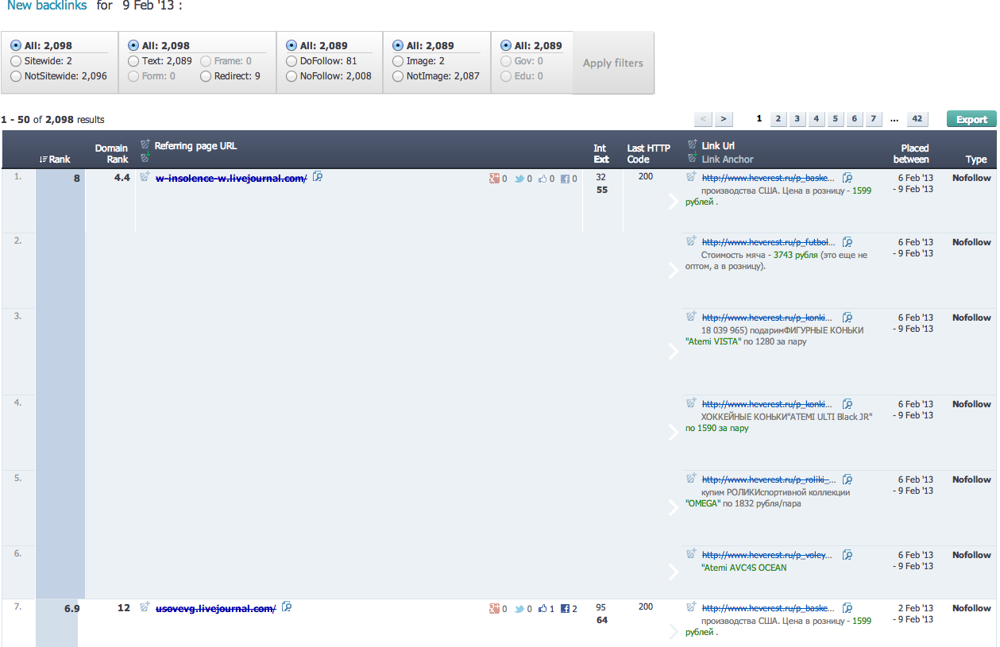 New backlinks for 9 Feb '13 :
All: 2,098 All: 2,098 All: 2,089 All: 2,089 All: 2,089
Sitewide: 2 Text: 2,089 Frame: 0 DoFollow: 81 Image: 2 Gov: 0 Apply filters
NotSitewide: 2,096 Form: 0 Redirect: 9 NoFollow: 2,008 NotImage: 2,087 Edu: 0
1 - 50 of 2,098 results < > 1 2 3 4 5 6 7 ... 42 Export
Domain Referring page URL Int Last HTTP Link Url Placed
Rank Rank Ext Code Link Anchor between Type
1. 8 4.4 w-insolence-w.livejournal.com/ 0 0 0 0 32 200 http://www.heverest.ru/p_baske... 6 Feb '13 Nofollow
55 производства США. Цена в розницу - 1599 - 9 Feb '13
рублей .
2. http://www.heverest.ru/p_futbol... 6 Feb '13 Nofollow
Стоимость мяча - 3743 рубля (это еще не - 9 Feb '13
оптом, а в розницу).
3. http://www.heverest.ru/p_konki... 6 Feb '13 Nofollow
18 039 965) подаримФИГУРНЫЕ КОНЬКИ - 9 Feb '13
"Atemi VISTA" по 1280 за пару
4. http://www.heverest.ru/p_konki... 6 Feb '13 Nofollow
ХОККЕЙНЫЕ КОНЬКИ"ATEMI ULTI Black JR" - 9 Feb '13
по 1590 за пару
5. http://www.heverest.ru/p_roliki_... 6 Feb '13 Nofollow
купим РОЛИКИспортивной коллекции - 9 Feb '13
"OMEGA" по 1832 рубля/пара
6. http://www.heverest.ru/p_voley... 6 Feb '13 Nofollow
"Atemi AVC4S OCEAN - 9 Feb '13
7. 6.9 12 usovevg.livejournal.com/ 0 0 1 2 95 200 http://www.heverest.ru/p_baske... 2 Feb '13 Nofollow
64 производства США. Цена в розницу - 1599 - 9 Feb '13
рублей .